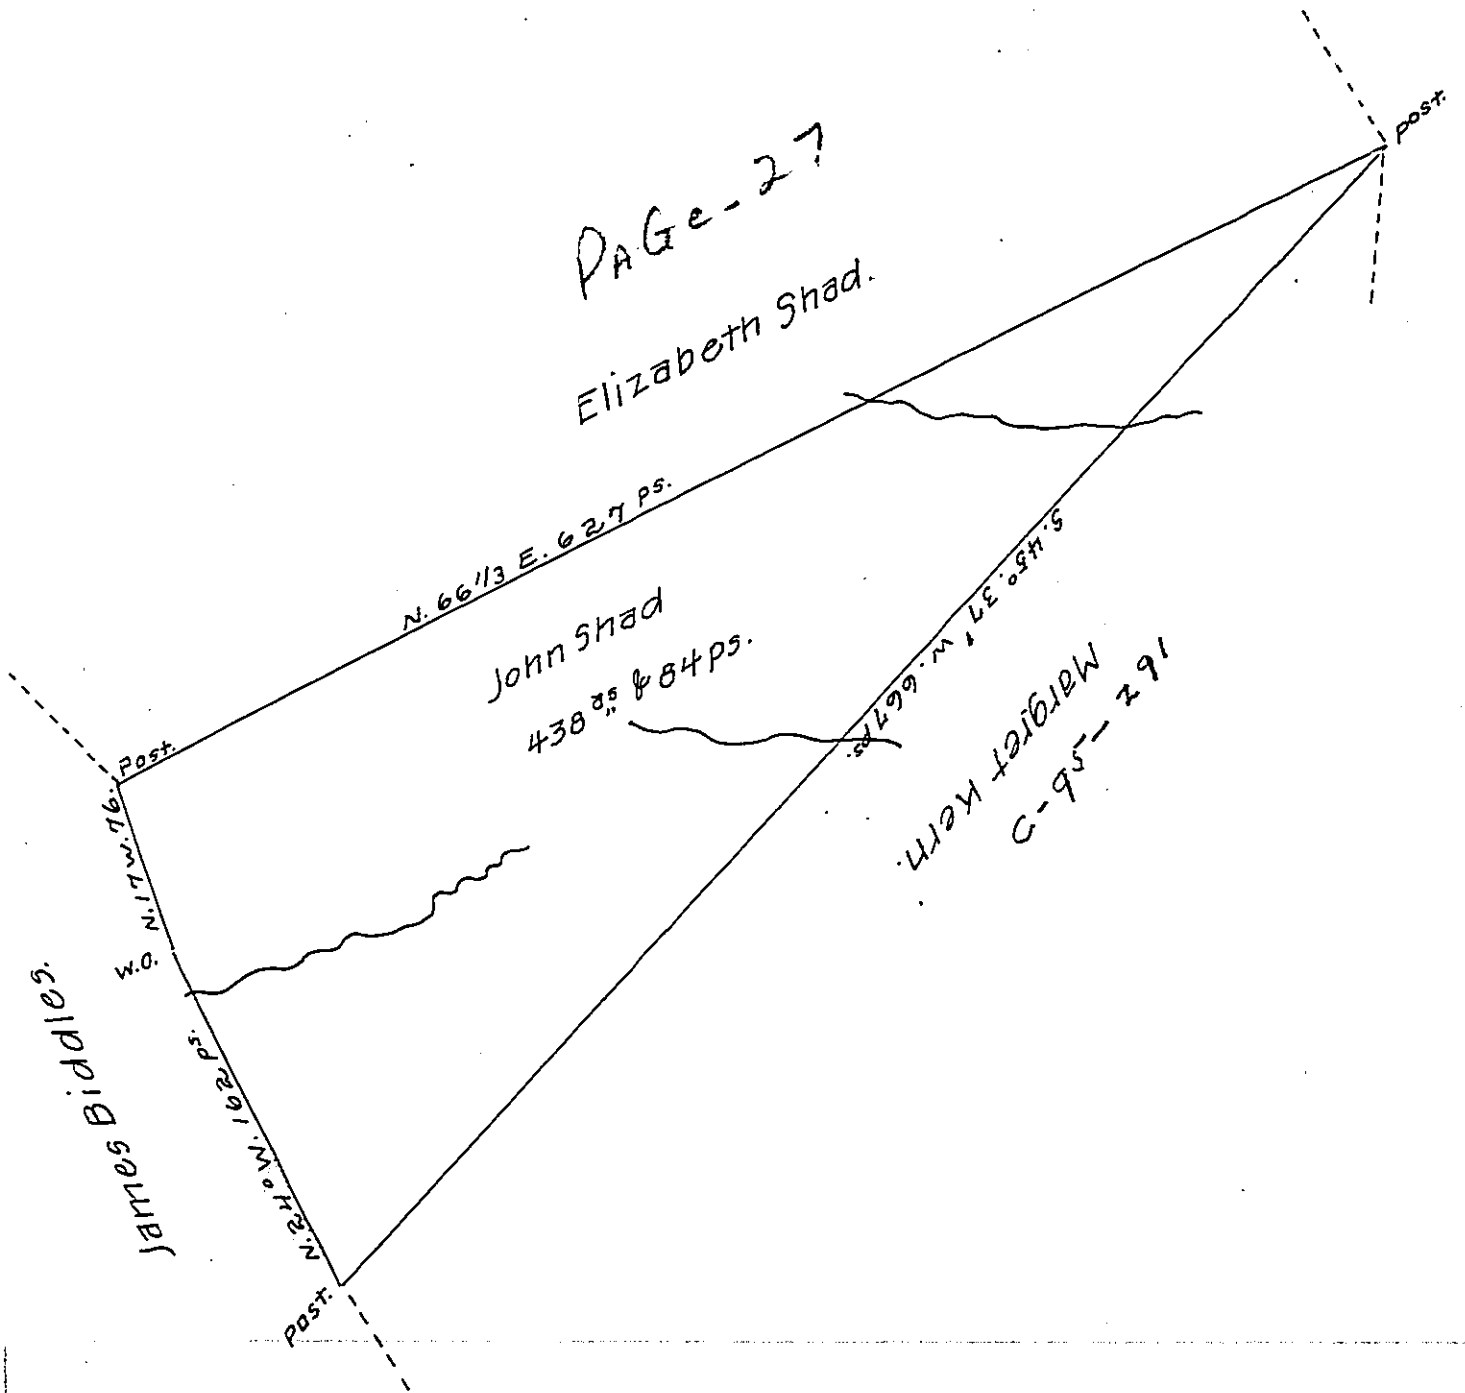 PAGe-27
Elizabeth Shad.
post.
N. 66 1/3 E. 627 ps.
John Shad
438 as & 84 ps.
S. 45°. 37' W. 667 ps.
Margret Kern.
C-95-291
Post.
N. 17 W. 76.
W.O.
N. 24° W. 162 ps.
James Biddles.
post.